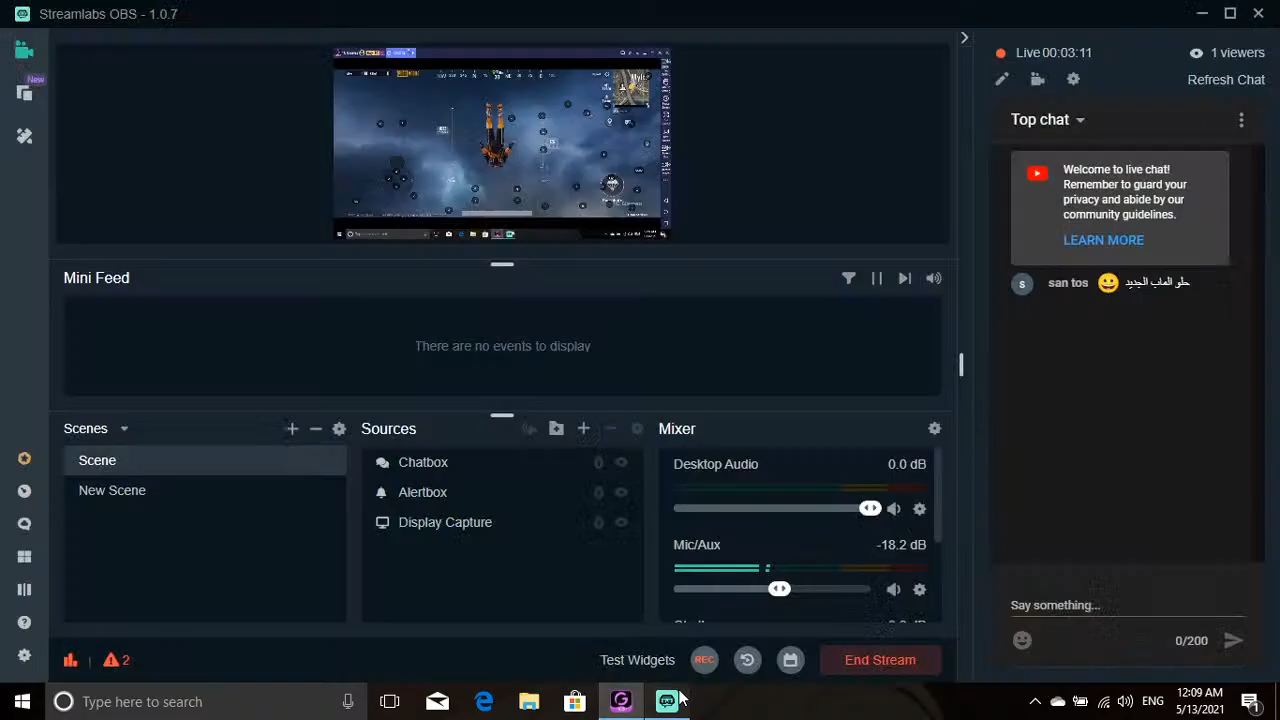 Streamlabs OBS - 1.0.7
New
Live 00:03:11
1 viewers
Refresh Chat
Top chat
Welcome to live chat!
Remember to guard your
privacy and abide by our
community guidelines.
LEARN MORE
S
san tos 😀 حلو الماب الجديد
Mini Feed
There are no events to display
Scenes
Scene
New Scene
Sources
Chatbox
Alertbox
Display Capture
Mixer
Desktop Audio 0.0 dB
Mic/Aux -18.2 dB
Say something...
0/200
2
Test Widgets
REC
End Stream
Type here to search
ENG
12:09 AM
5/13/2021
1